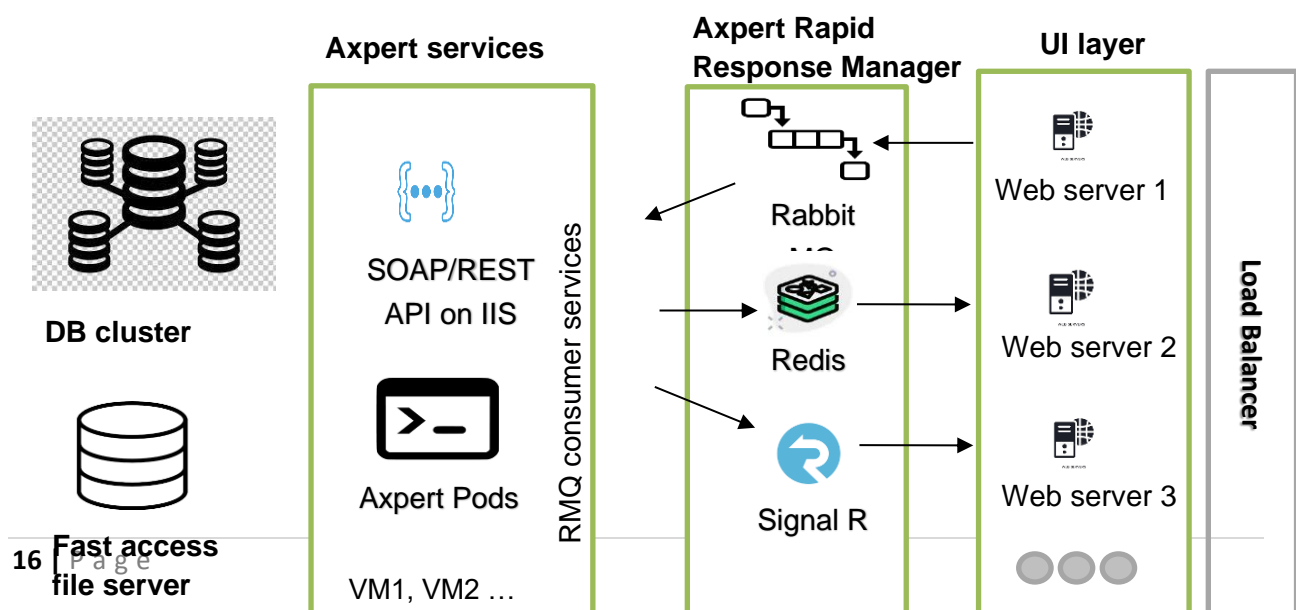 Axpert services
Axpert Rapid
Response Manager
UI layer
DB cluster
Fast access
file server
SOAP/REST
API on IIS
Axpert Pods
VM1, VM2 …
RMQ consumer services
Rabbit
Redis
Signal R
Web server 1
Web server 2
Web server 3
Load Balancer
16 | Page